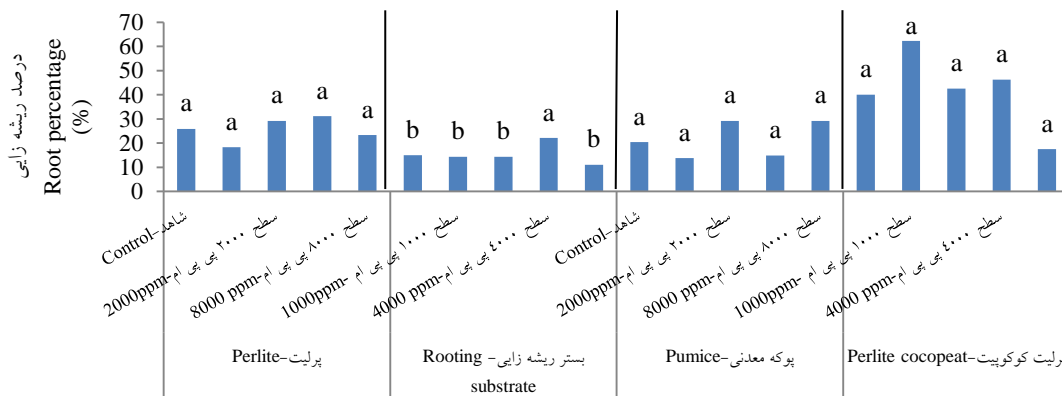 درصد ریشه زایی
Root percentage
(%)
70
60
50
40
30
20
10
0
a
a
a
a
a
b
b
b
a
b
a
a
a
a
a
a
a
a
a
a
شاهد-Control
سطح ۲۰۰۰ پی پی ام-2000ppm
سطح ۸۰۰۰ پی پی ام-8000 ppm
سطح ۱۰۰۰ پی پی ام -1000ppm
سطح ٤۰۰۰ پی پی ام-4000 ppm
شاهد-Control
سطح ۲۰۰۰ پی پی ام-2000ppm
سطح ۸۰۰۰ پی پی ام-8000 ppm
سطح ۱۰۰۰ پی پی ام -1000ppm
سطح ٤۰۰۰ پی پی ام-4000 ppm
پرلیت-Perlite
بستر ریشه زایی- Rooting
substrate
پوکه معدنی-Pumice
پرلیت کوکوپیت-Perlite cocopeat